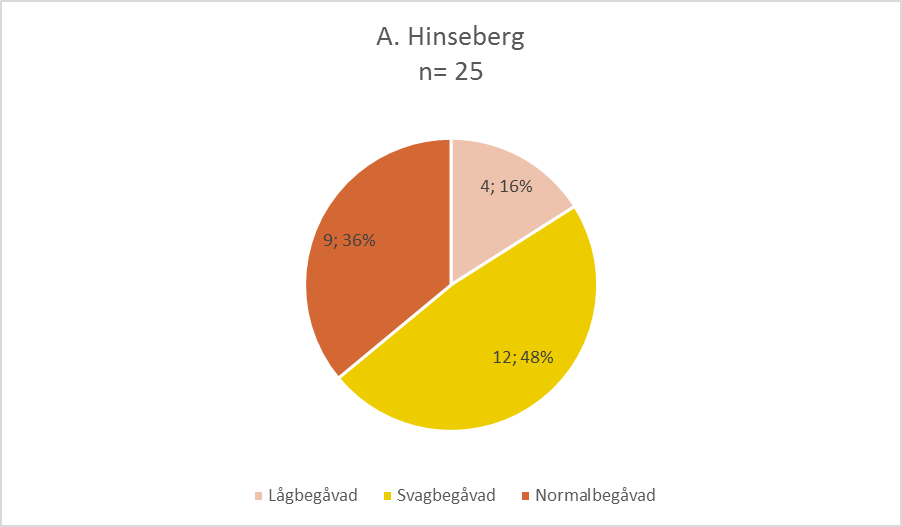 A. Hinseberg
n= 25
4; 16%
9; 36%
12; 48%
Lågbegåvad Svagbegåvad Normalbegåvad